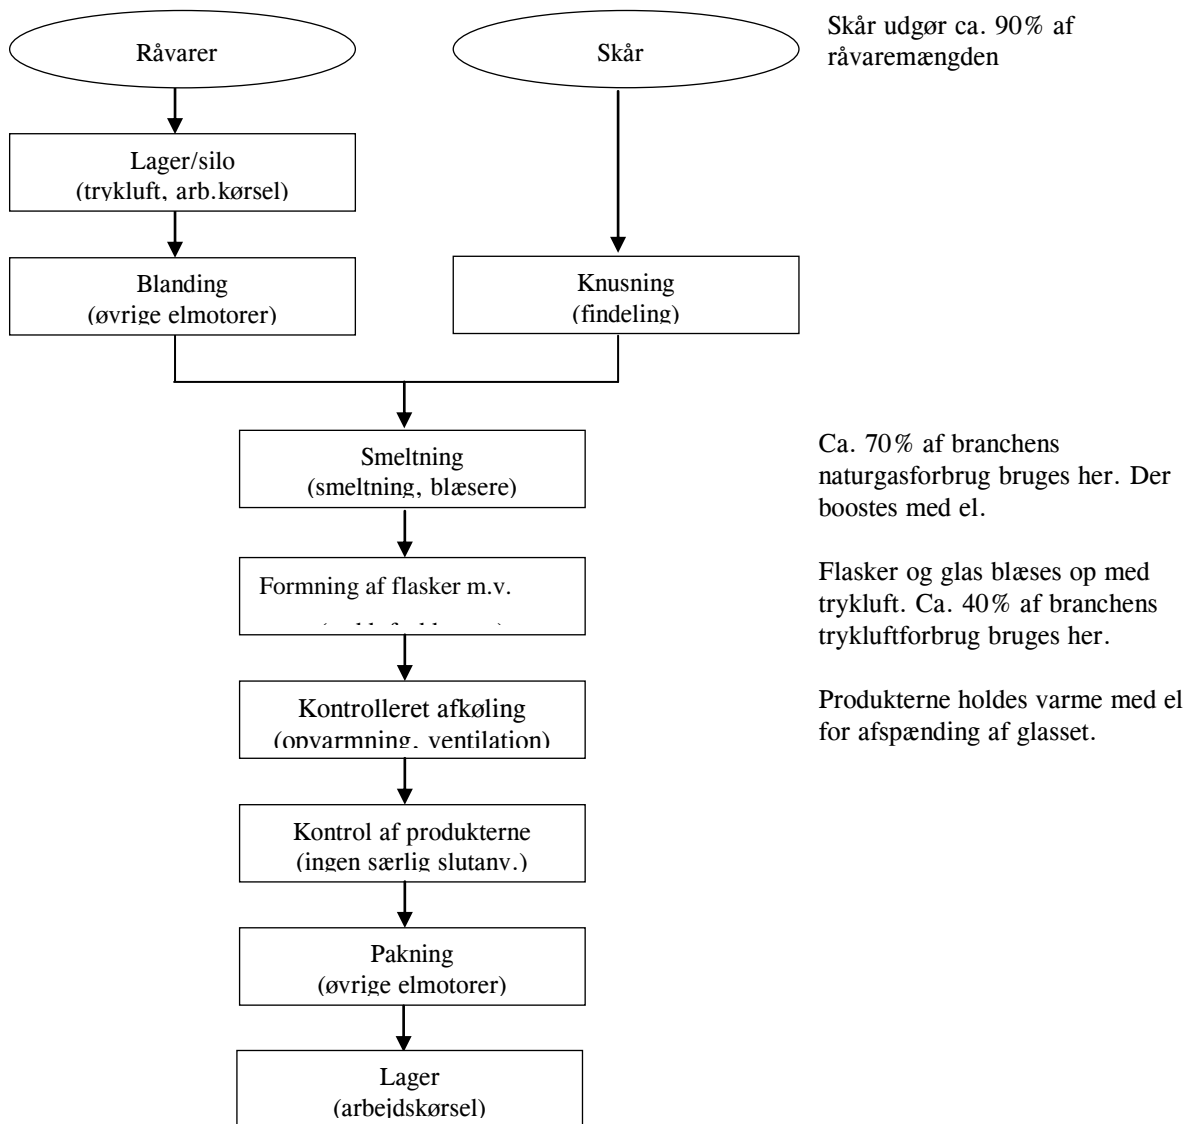 Råvarer
Skår
Skår udgør ca. 90% af
råvaremængden
Lager/silo
(trykluft, arb.kørsel)
Blanding
(øvrige elmotorer)
Knusning
(findeling)
Smeltning
(smeltning, blæsere)
Ca. 70% af branchens
naturgasforbrug bruges her. Der
boostes med el.
Formning af flasker m.v.
Flasker og glas blæses op med
trykluft. Ca. 40% af branchens
trykluftforbrug bruges her.
Kontrolleret afkøling
(opvarmning, ventilation)
Produkterne holdes varme med el
for afspænding af glasset.
Kontrol af produkterne
(ingen særlig slutanv.)
Pakning
(øvrige elmotorer)
Lager
(arbejdskørsel)